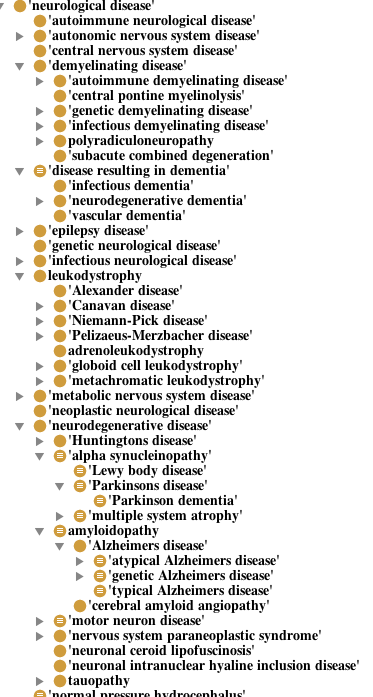 'neurological disease'
'autoimmune neurological disease'
'autonomic nervous system disease'
'central nervous system disease'
'demyelinating disease'
'autoimmune demyelinating disease'
'central pontine myelinolysis'
'genetic demyelinating disease'
'infectious demyelinating disease'
polyradiculoneuropathy
'subacute combined degeneration'
'disease resulting in dementia'
'infectious dementia'
'neurodegenerative dementia'
'vascular dementia'
'epilepsy disease'
'genetic neurological disease'
'infectious neurological disease'
leukodystrophy
'Alexander disease'
'Canavan disease'
'Niemann-Pick disease'
'Pelizaeus-Merzbacher disease'
adrenoleukodystrophy
'globoid cell leukodystrophy'
'metachromatic leukodystrophy'
'metabolic nervous system disease'
'neoplastic neurological disease'
'neurodegenerative disease'
'Huntingtons disease'
'alpha synucleinopathy'
'Lewy body disease'
'Parkinsons disease'
'Parkinson dementia'
'multiple system atrophy'
amyloidopathy
'Alzheimers disease'
'atypical Alzheimers disease'
'genetic Alzheimers disease'
'typical Alzheimers disease'
'cerebral amyloid angiopathy'
'motor neuron disease'
'nervous system paraneoplastic syndrome'
'neuronal ceroid lipofuscinosis'
'neuronal intranuclear hyaline inclusion disease'
tauopathy
'normal pressure hydrocephalus'